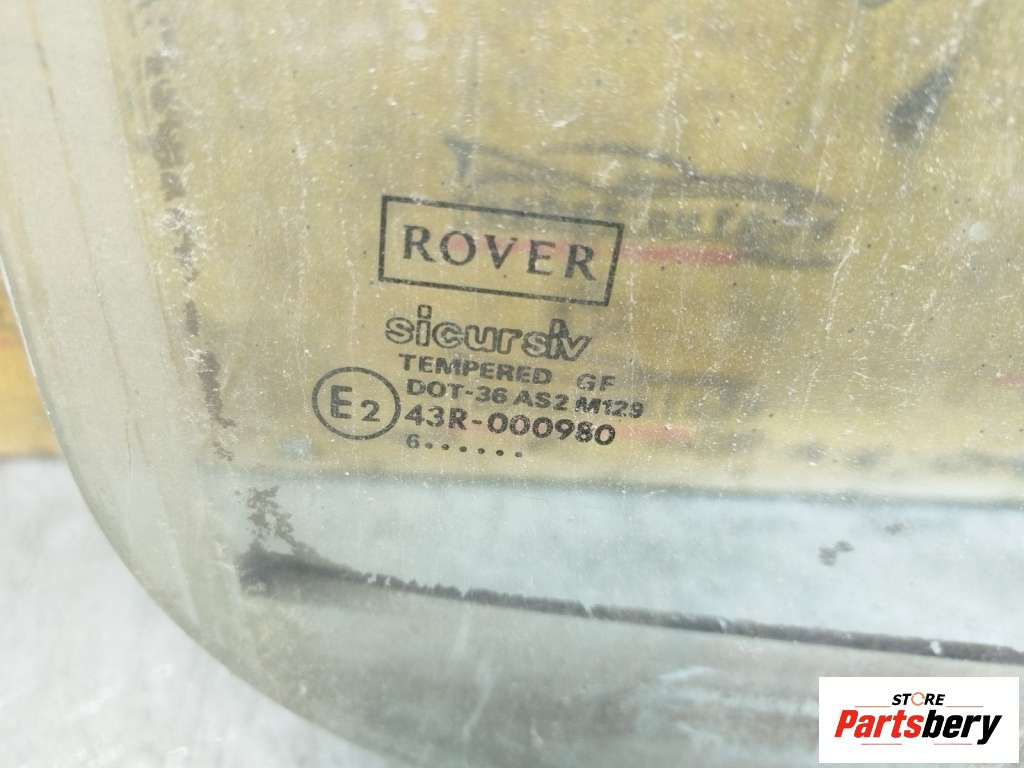 ROVER
sicursiv
TEMPERED GF
DOT-36 AS2 M129
E2
43R-000980
6......
STORE
Partsbery